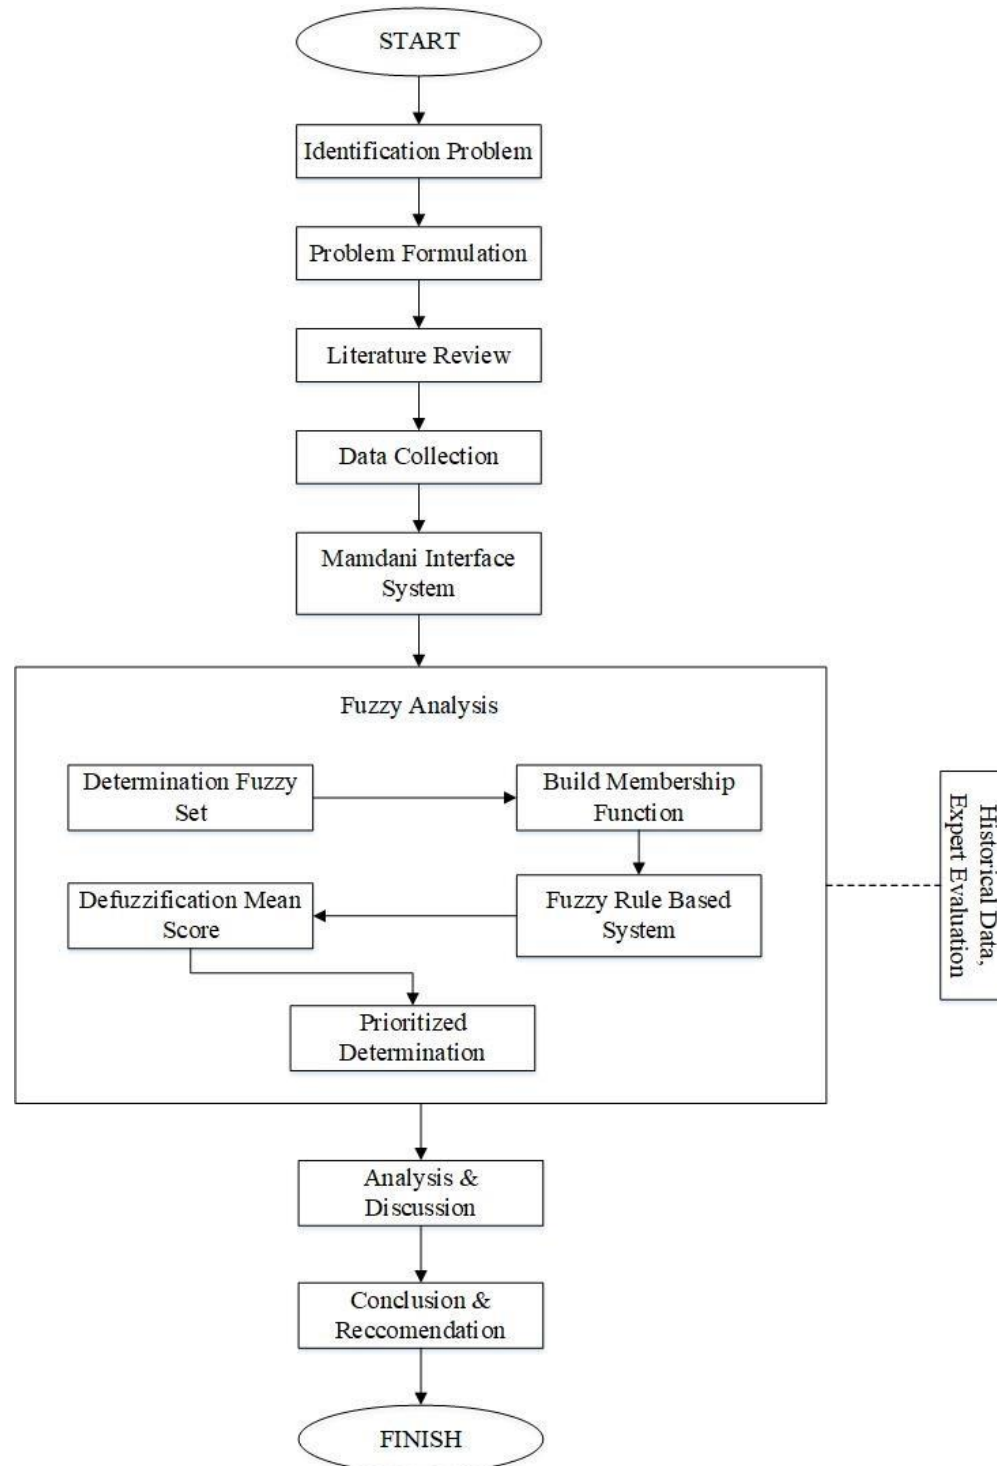 START
Identification Problem
Problem Formulation
Literature Review
Data Collection
Mamdani Interface
System
Fuzzy Analysis
Determination Fuzzy
Set
Build Membership
Function
Fuzzy Rule Based
System
Defuzzification Mean
Score
Prioritized
Determination
Historical Data,
Expert Evaluation
Analysis &
Discussion
Conclusion &
Reccomendation
FINISH